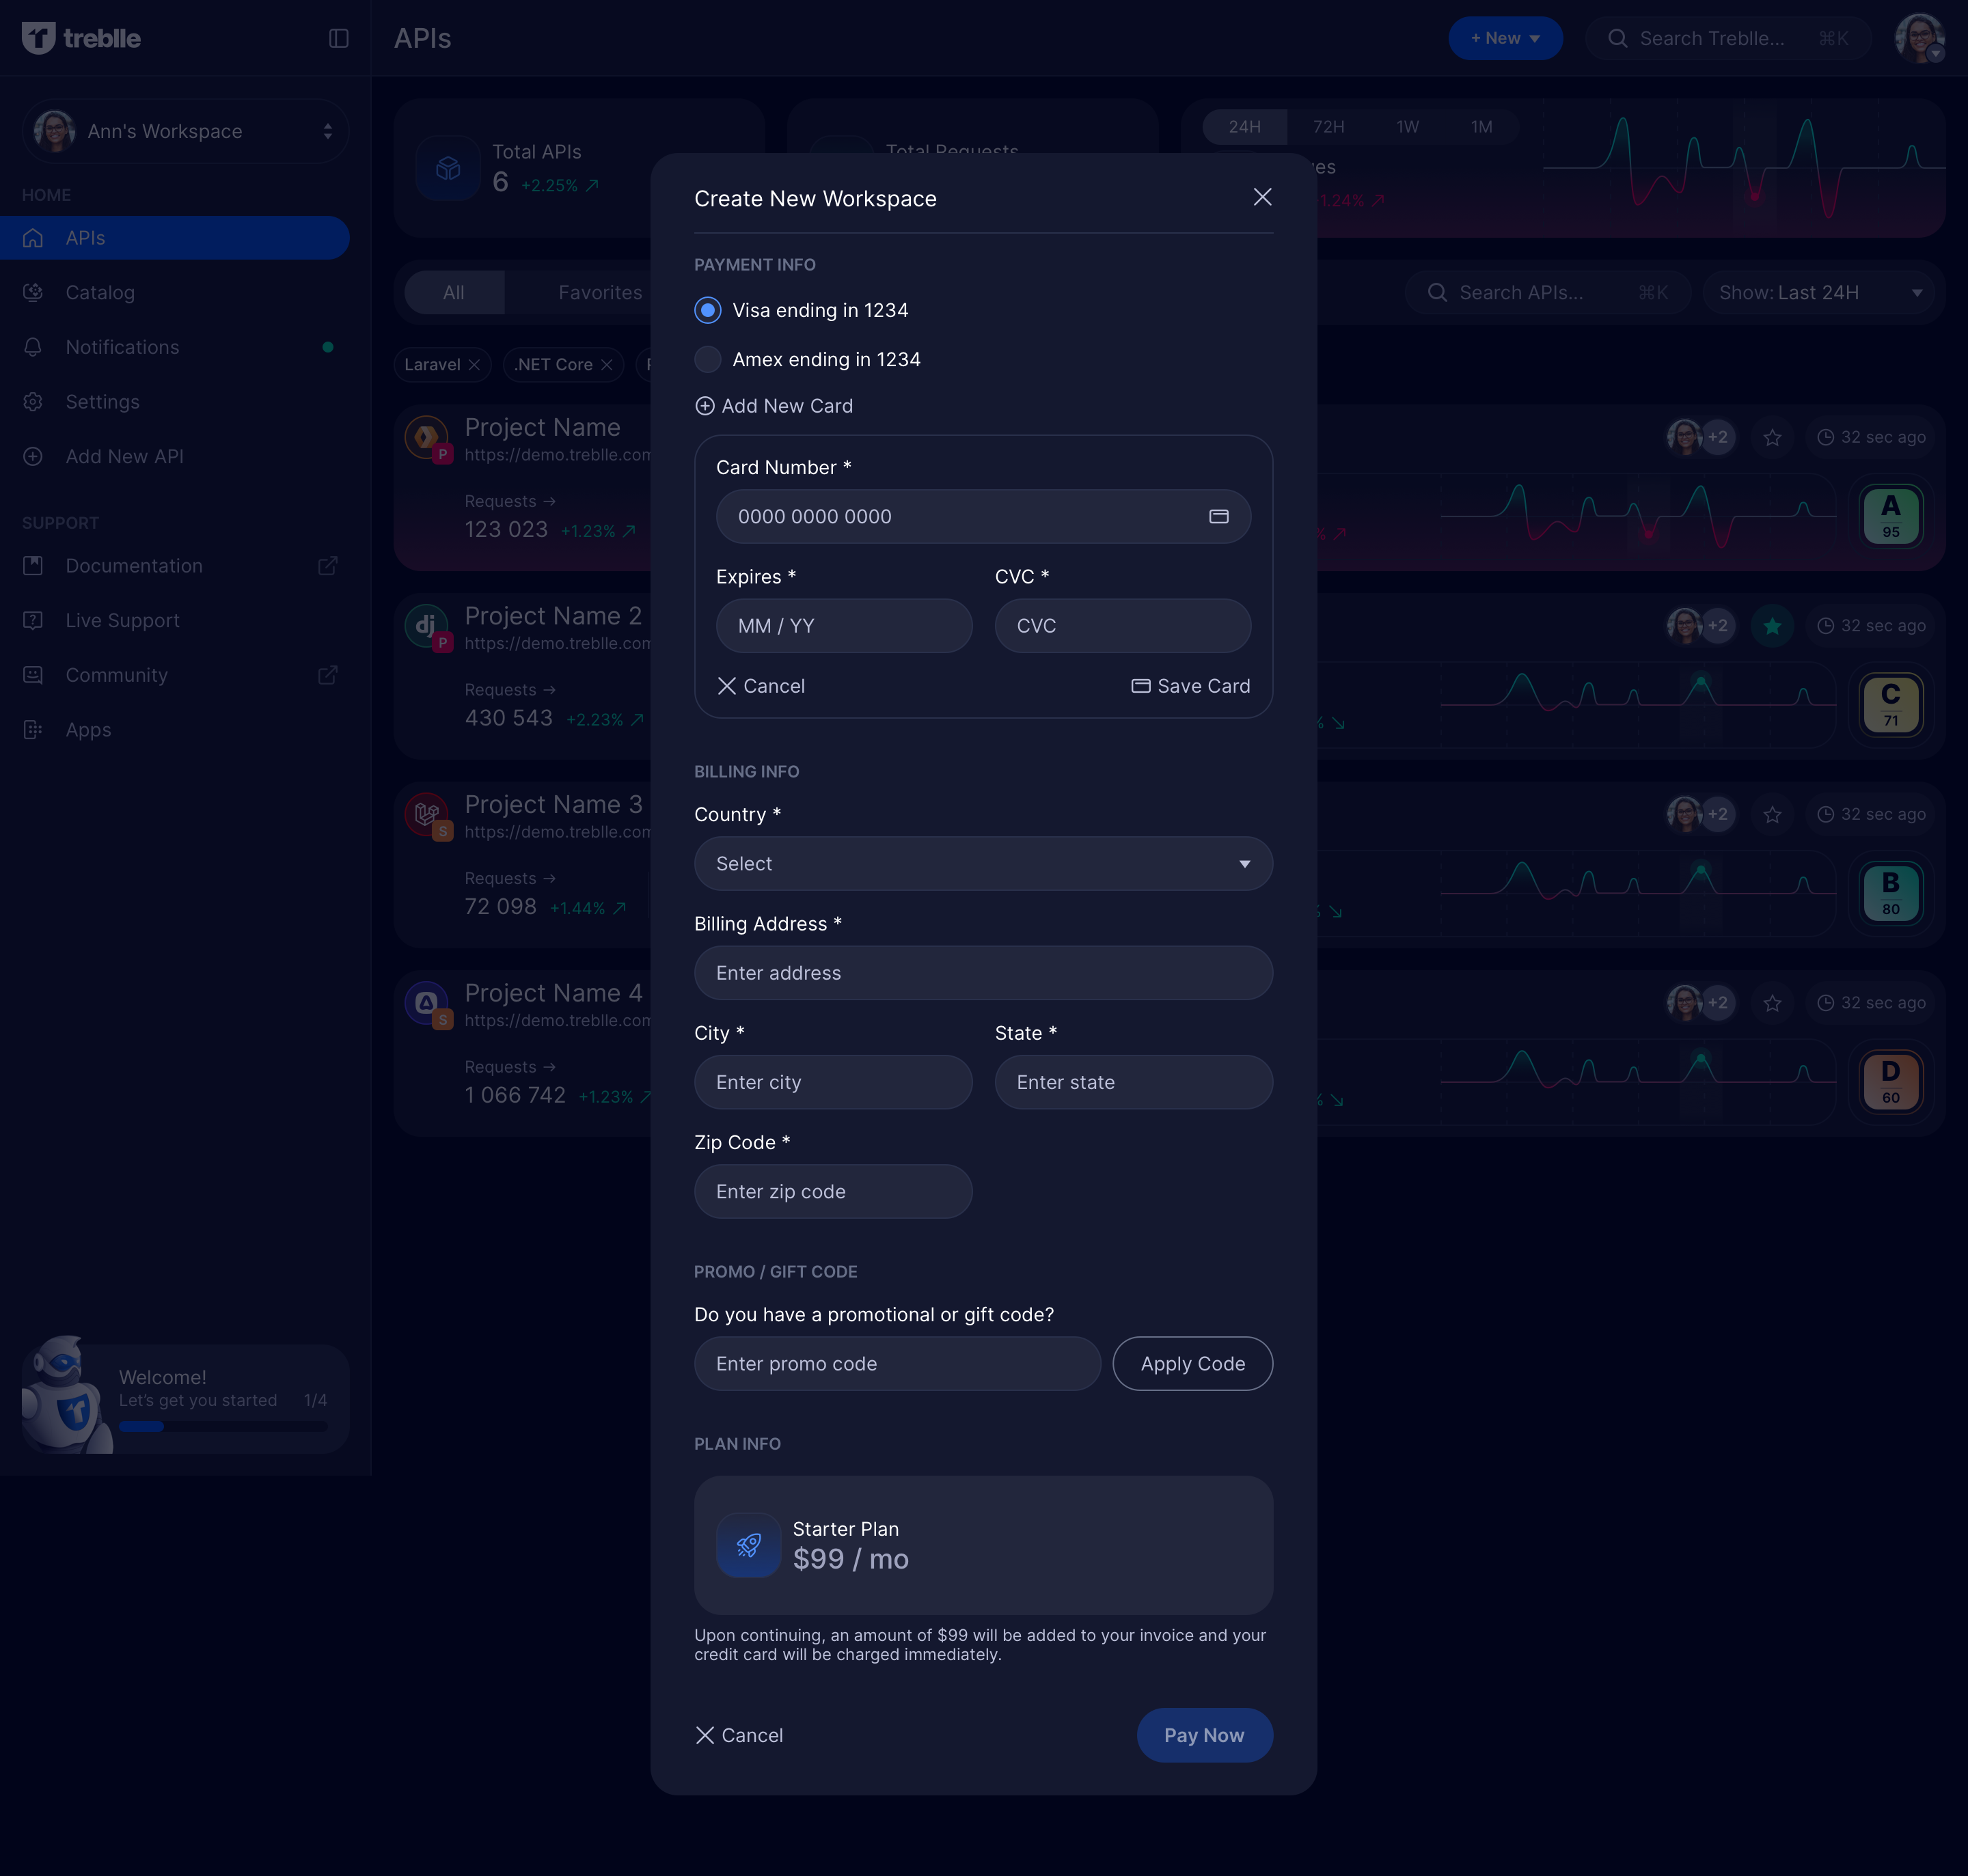 treblle
APIs
+ New
Search Treblle... ⌘K
Ann's Workspace
HOME
APIs
Catalog
Notifications
Settings
Add New API
SUPPORT
Documentation
Live Support
Community
Apps
Welcome!
Let's get you started 1/4
Total APIs
6 +2.25%
Total Requests
24H 72H 1W 1M
1.24%
All Favorites
Search APIs... ⌘K
Show: Last 24H
Laravel .NET Core
Project Name
https://demo.treblle.com
P
Requests →
123 023 +1.23%
+2 32 sec ago
A
95
Project Name 2
https://demo.treblle.com
dj
P
Requests →
430 543 +2.23%
+2 32 sec ago
C
71
Project Name 3
https://demo.treblle.com
S
Requests →
72 098 +1.44%
+2 32 sec ago
B
80
Project Name 4
https://demo.treblle.com
S
Requests →
1 066 742 +1.23%
+2 32 sec ago
D
60
Create New Workspace
PAYMENT INFO
Visa ending in 1234
Amex ending in 1234
Add New Card
Card Number *
0000 0000 0000
Expires * CVC *
MM / YY CVC
Cancel Save Card
BILLING INFO
Country *
Select
Billing Address *
Enter address
City * State *
Enter city Enter state
Zip Code *
Enter zip code
PROMO / GIFT CODE
Do you have a promotional or gift code?
Enter promo code Apply Code
PLAN INFO
Starter Plan
$99 / mo
Upon continuing, an amount of $99 will be added to your invoice and your
credit card will be charged immediately.
Cancel Pay Now